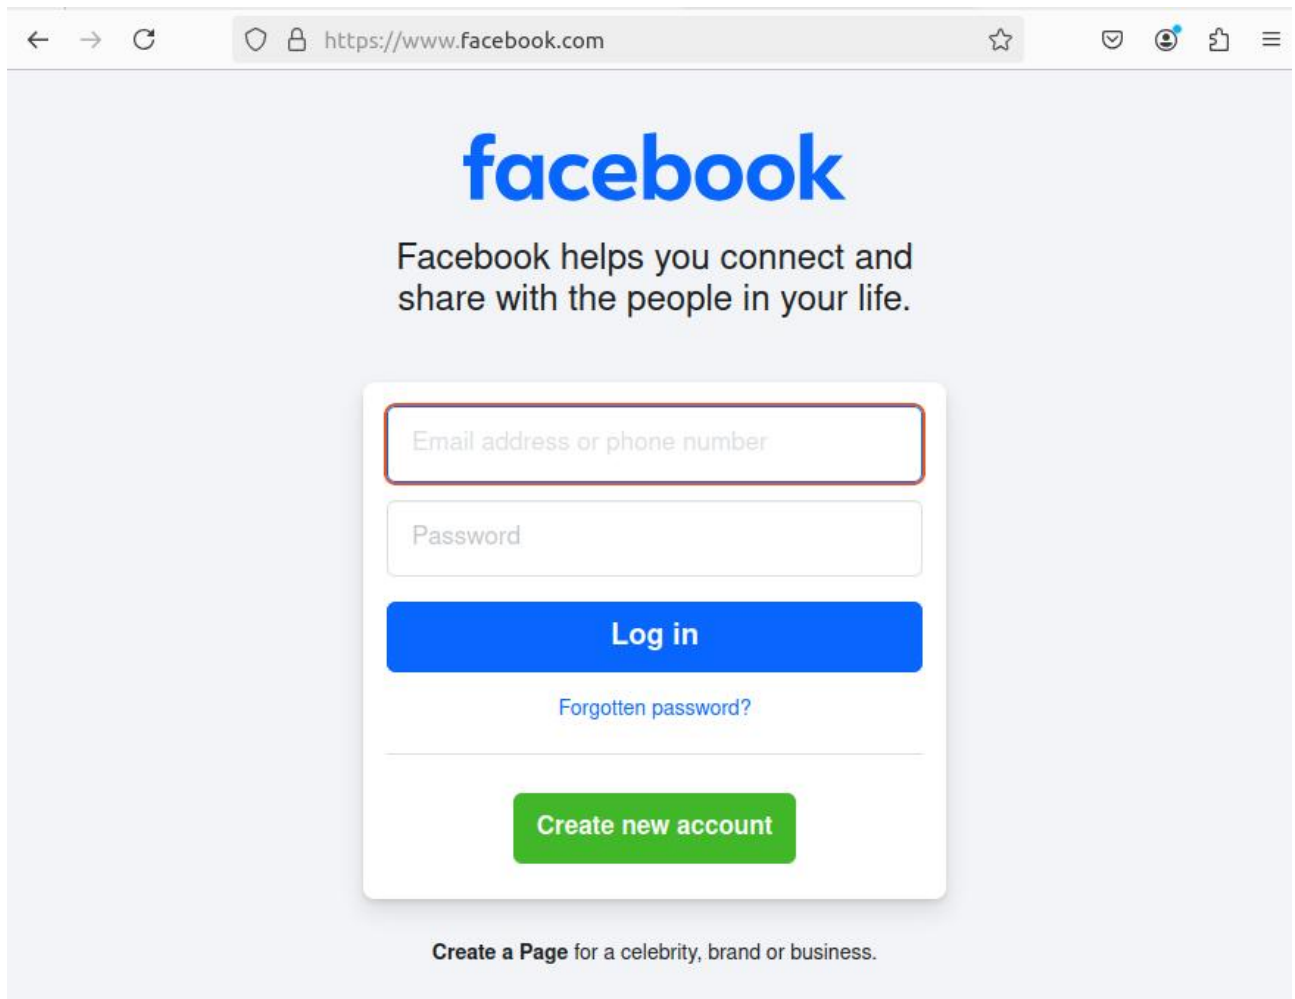 https://www.facebook.com
facebook
Facebook helps you connect and
share with the people in your life.
Email address or phone number
Password
Log in
Forgotten password?
Create new account
Create a Page for a celebrity, brand or business.